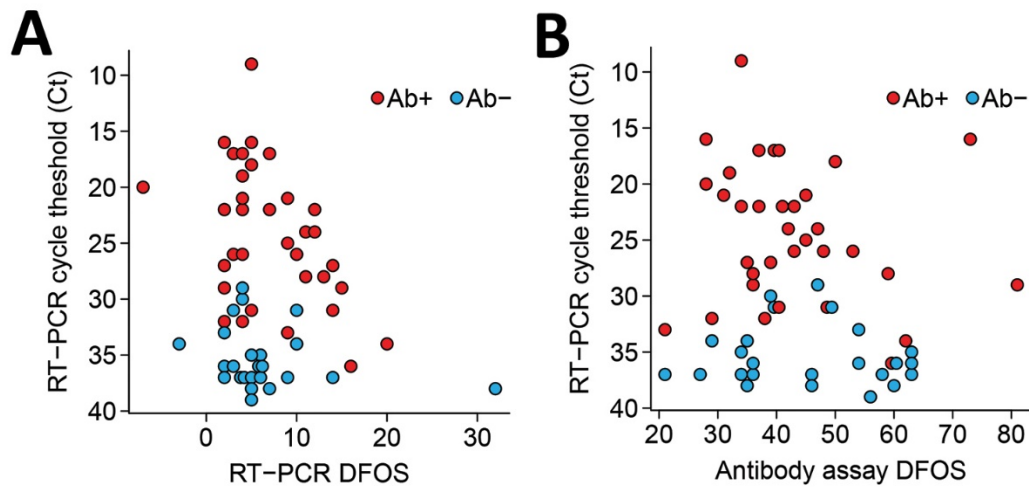 A
RT−PCR cycle theshold (Ct)
10
15
20
25
30
35
40
Ab+ Ab−
0 10 20 30
RT−PCR DFOS
B
RT−PCR cycle threshold (Ct)
10
15
20
25
30
35
40
Ab+ Ab−
20 30 40 50 60 70 80
Antibody assay DFOS